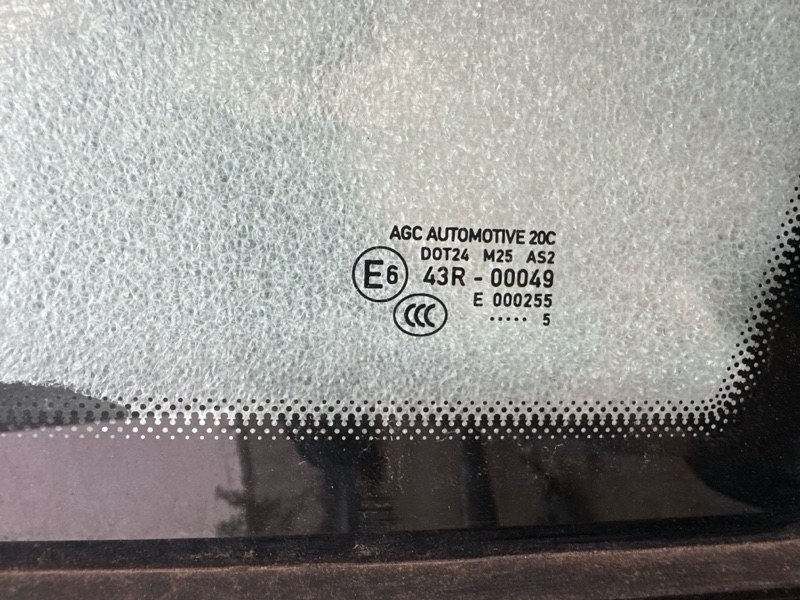 AGC AUTOMOTIVE 20C
DOT24 M25 AS2
E6 43R - 00049
E 000255
CCC ..... 5